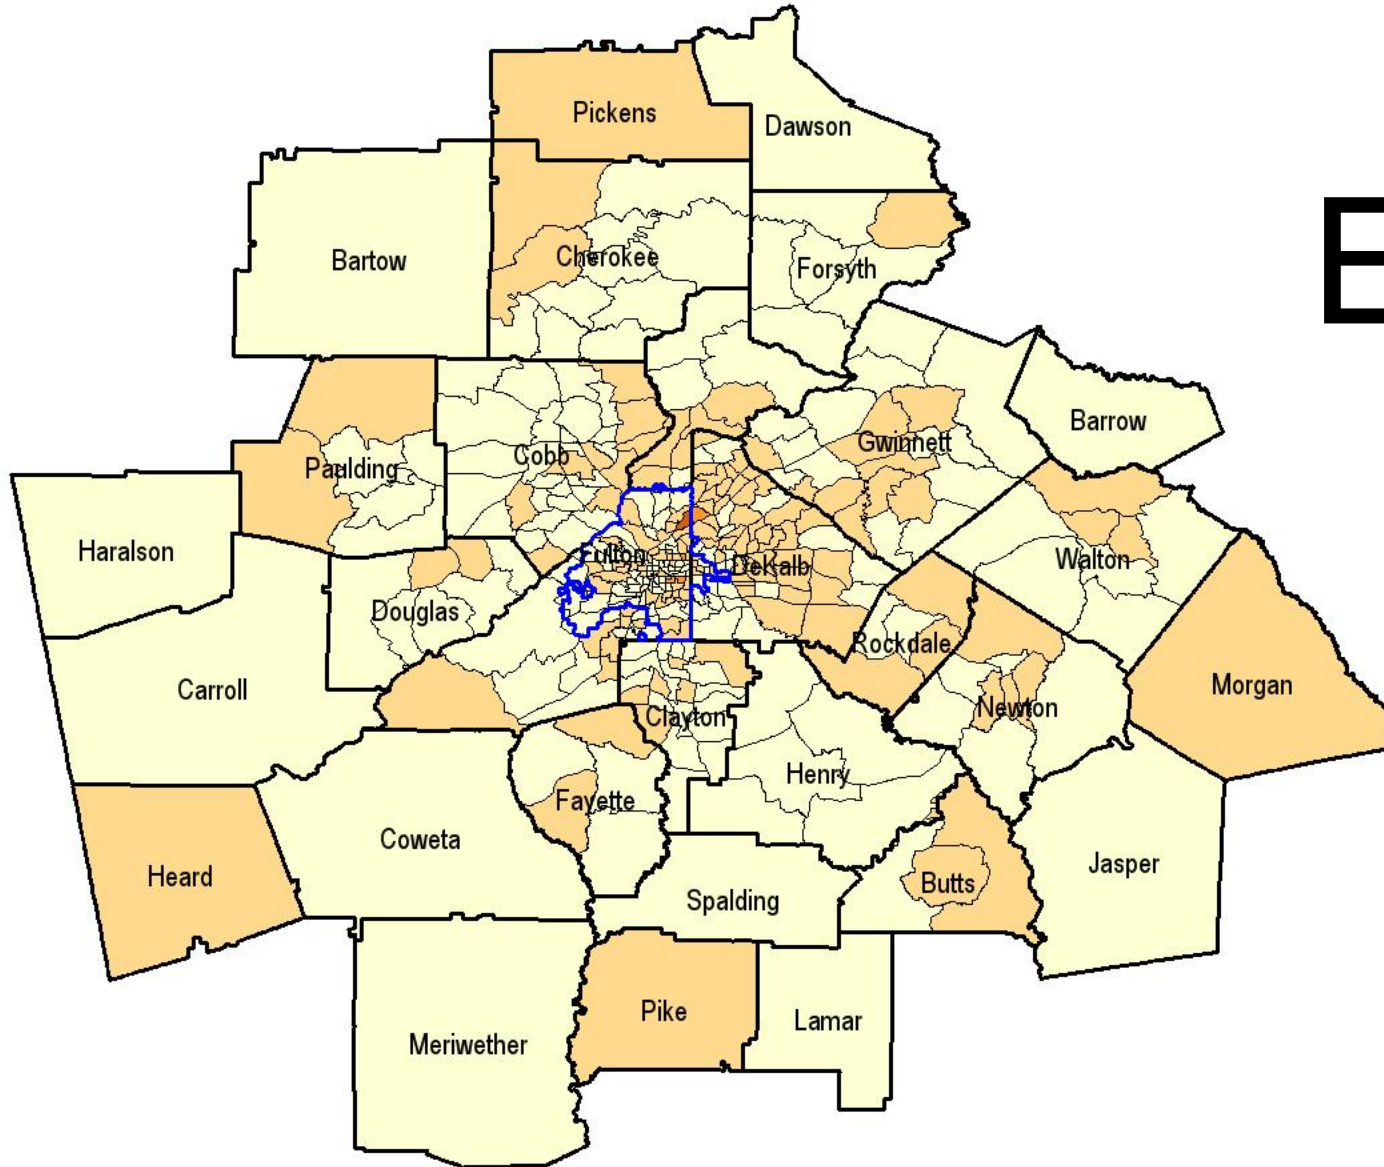 Pickens
Dawson
E
Bartow
Cherokee
Forsyth
Barrow
Cobb
Gwinnett
Paulding
Haralson
Fulton
DeKalb
Walton
Douglas
Rockdale
Carroll
Morgan
Clayton
Newton
Henry
Fayette
Coweta
Heard
Butts
Jasper
Spalding
Pike
Lamar
Meriwether